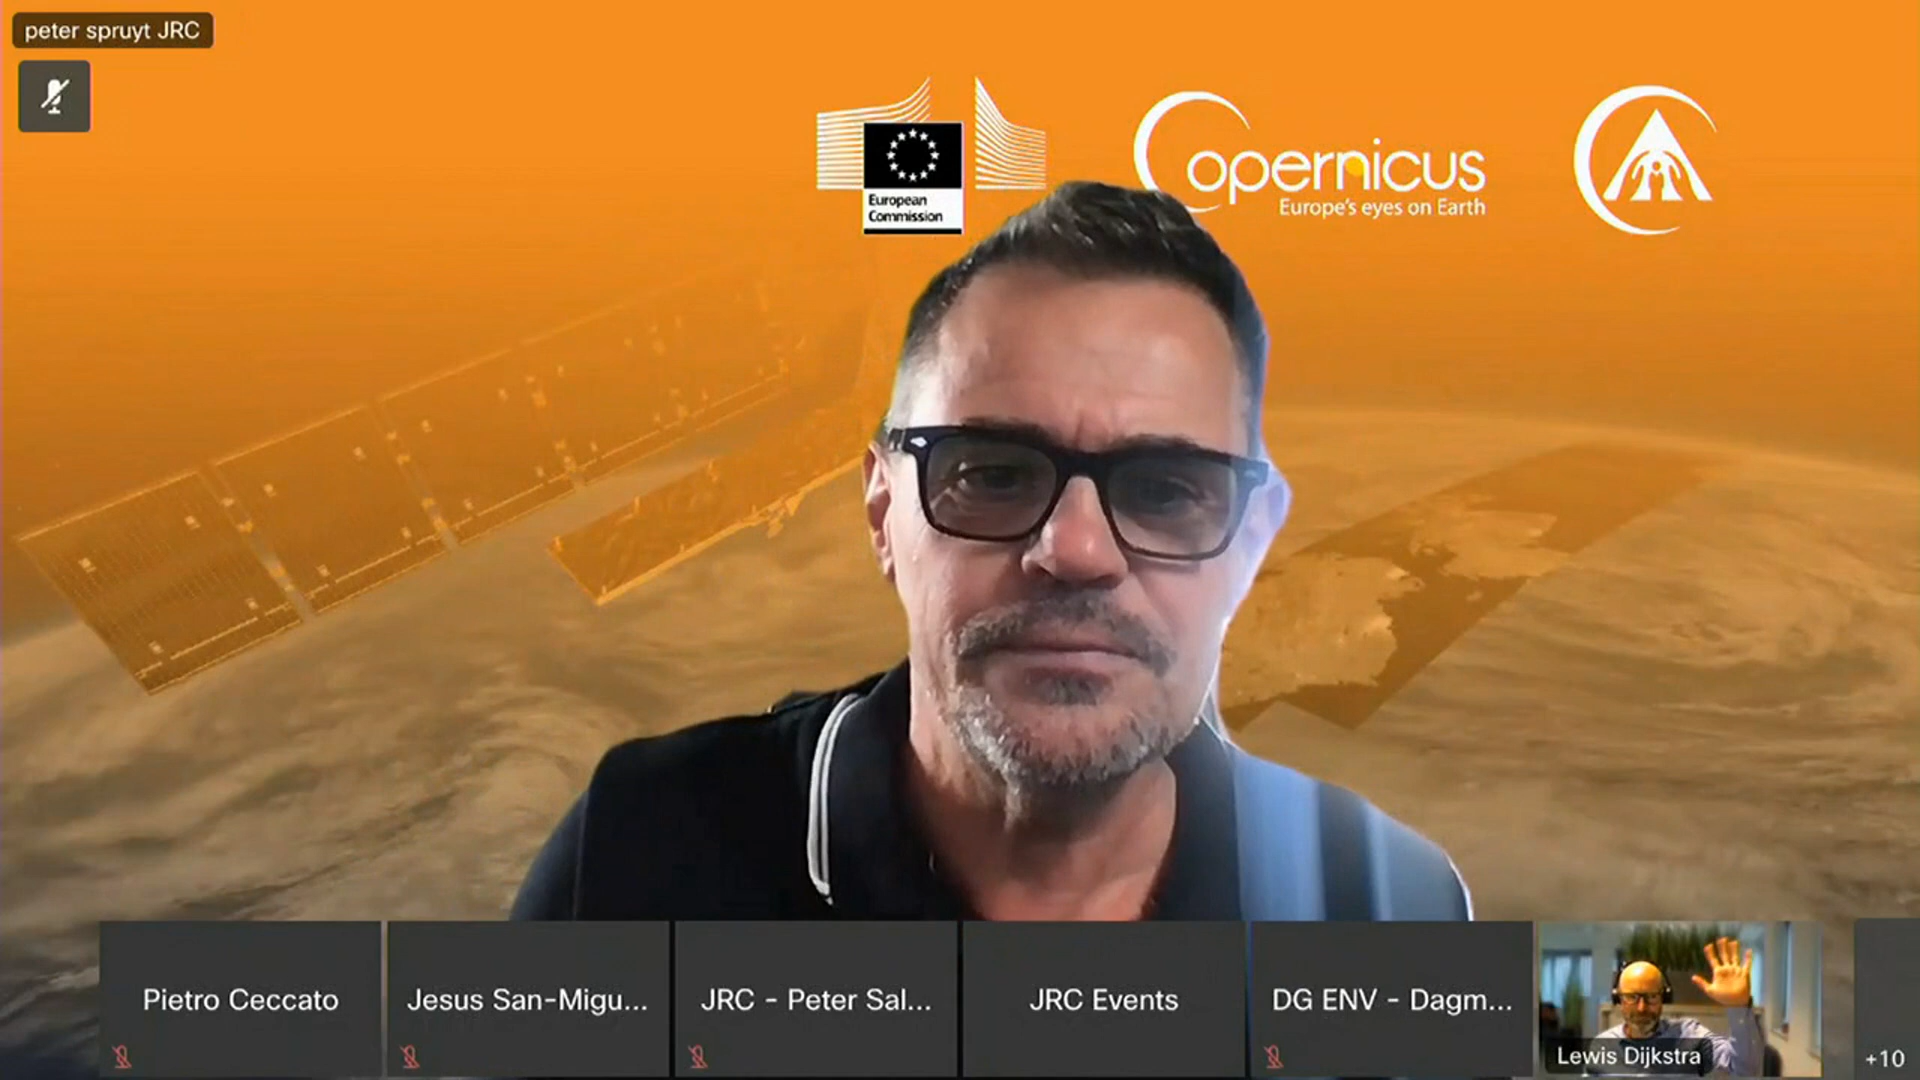 peter spruyt JRC
European
Commission
Copernicus
Europe's eyes on Earth
Pietro Ceccato
Jesus San-Migu...
JRC - Peter Sal...
JRC Events
DG ENV - Dagm...
Lewis Dijkstra
+10